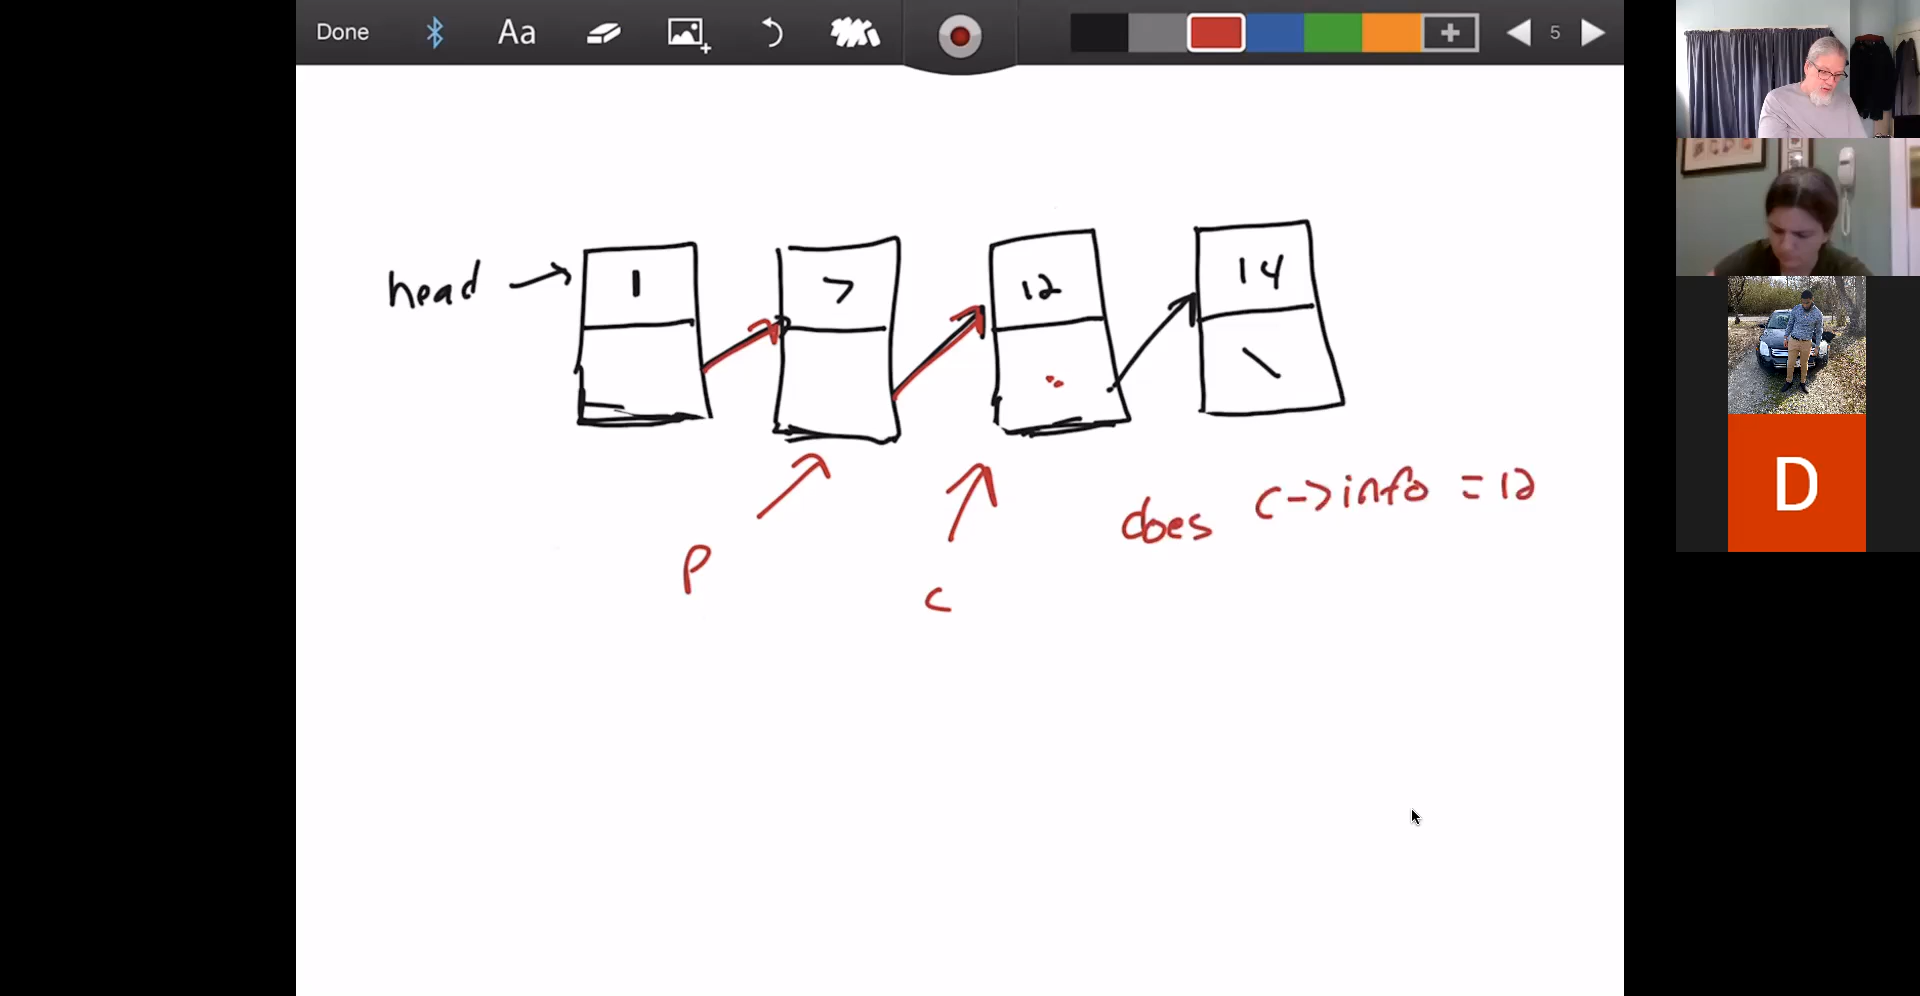 Done Aa 5
head → 1 7 12 14
D
does c->info = 12
P
c